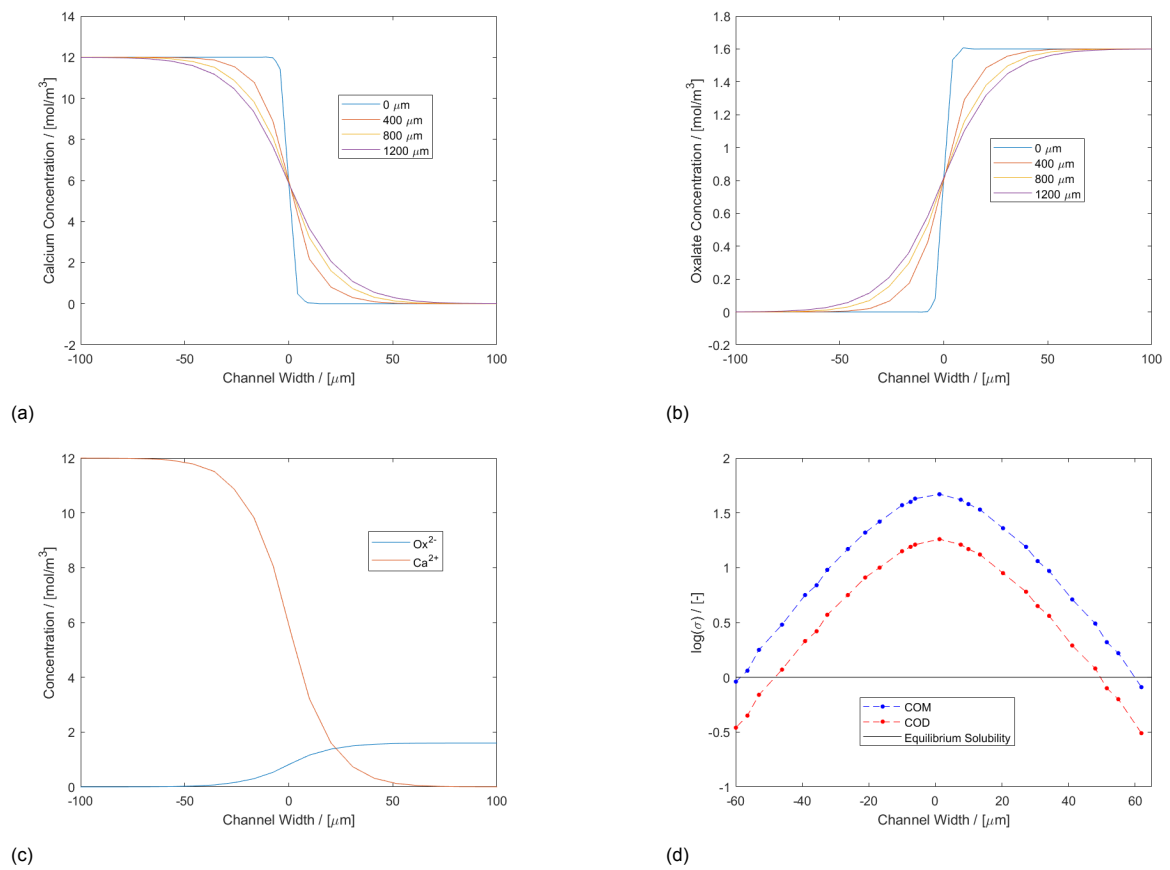 14
12
10
8
6
4
2
0
-2
-100
-50
0
50
100
Calcium Concentration / [mol/m³]
Channel Width / [μm]
0 μm
400 μm
800 μm
1200 μm
(a)
1.8
1.6
1.4
1.2
1
0.8
0.6
0.4
0.2
0
-0.2
-100
-50
0
50
100
Oxalate Concentration / [mol/m³]
Channel Width / [μm]
0 μm
400 μm
800 μm
1200 μm
(b)
12
10
8
6
4
2
0
-100
-50
0
50
100
Concentration / [mol/m³]
Channel Width / [μm]
Ox²⁻
Ca²⁺
(c)
2
1.5
1
0.5
0
-0.5
-1
-60
-40
-20
0
20
40
60
log(σ) / [-]
Channel Width / [μm]
COM
COD
Equilibrium Solubility
(d)